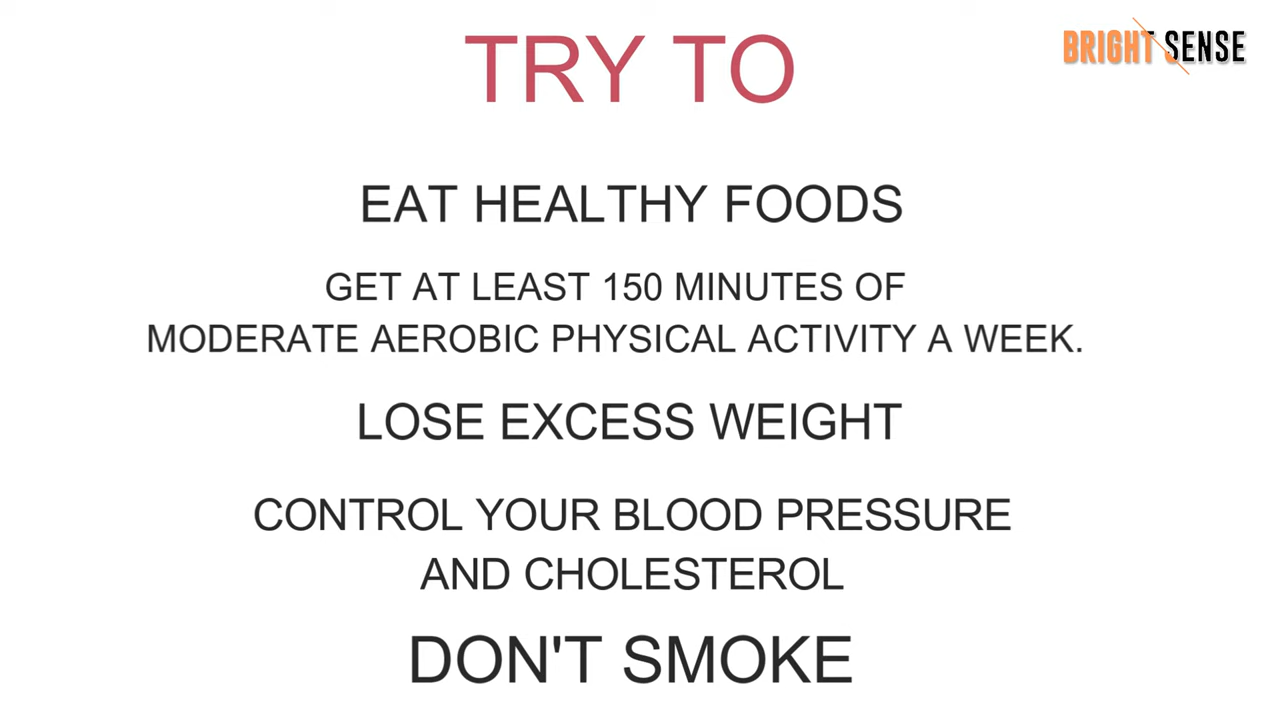 TRY TO
BRIGHT SENSE
EAT HEALTHY FOODS
GET AT LEAST 150 MINUTES OF
MODERATE AEROBIC PHYSICAL ACTIVITY A WEEK.
LOSE EXCESS WEIGHT
CONTROL YOUR BLOOD PRESSURE
AND CHOLESTEROL
DON'T SMOKE